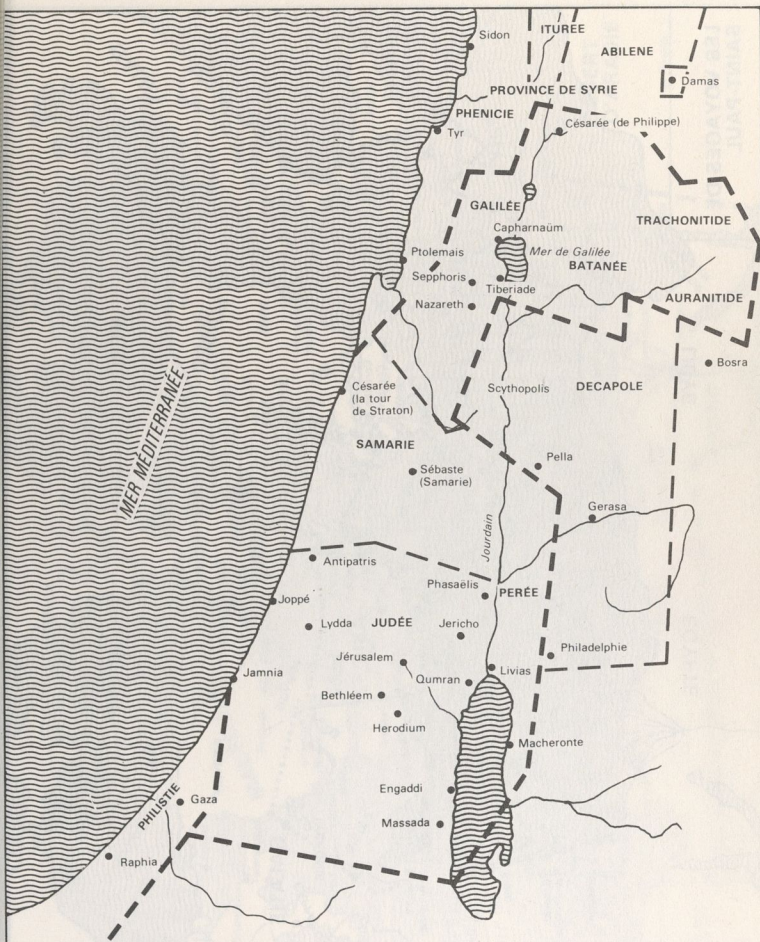 Sidon
ITURÉE
ABILENE
Damas
PROVINCE DE SYRIE
PHENICIE
Césarée (de Philippe)
Tyr
GALILÉE
TRACHONITIDE
Capharnaüm
Mer de Galilée
Ptolemais
BATANÉE
Sepphoris
Tiberiade
AURANITIDE
Nazareth
Bosra
MER MÉDITERRANÉE
Césarée
(la tour
de Straton)
Scythopolis
DECAPOLE
SAMARIE
Pella
Sébaste
(Samarie)
Gerasa
Jourdain
Antipatris
Phasaëlis
PERÉE
Joppé
Lydda
JUDÉE
Jericho
Jérusalem
Philadelphie
Jamnia
Livias
Qumran
Bethléem
Herodium
Macheronte
Engaddi
PHILISTIE
Gaza
Massada
Raphia